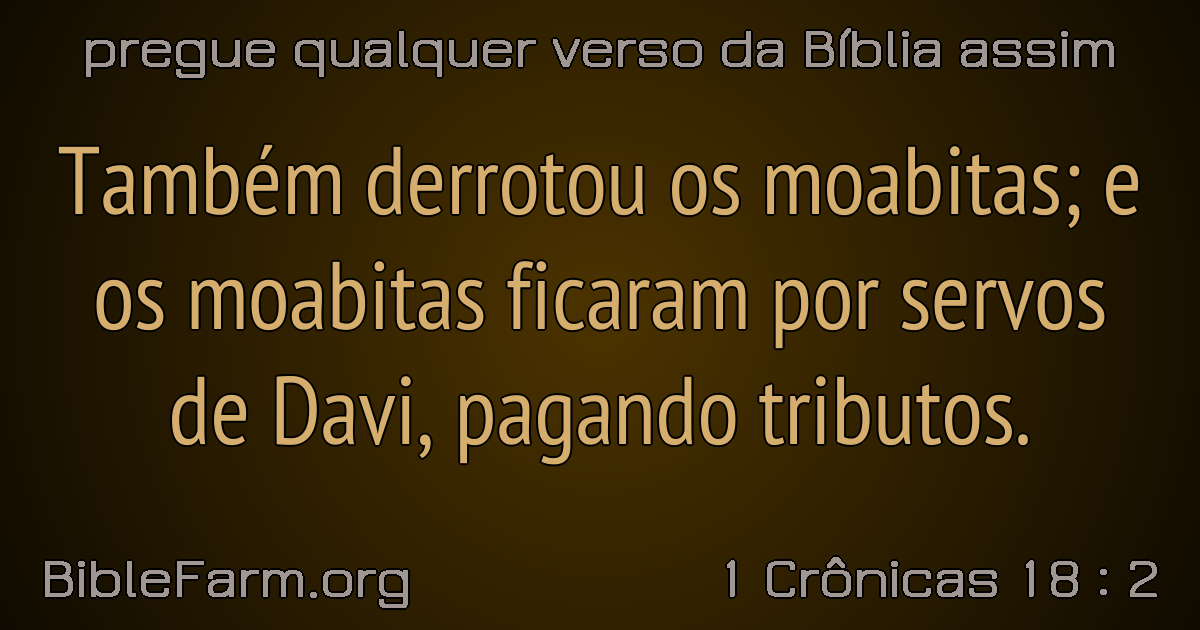 pregue qualquer verso da Bíblia assim
Também derrotou os moabitas; e
os moabitas ficaram por servos
de Davi, pagando tributos.
BibleFarm.org
1 Crônicas 18 : 2